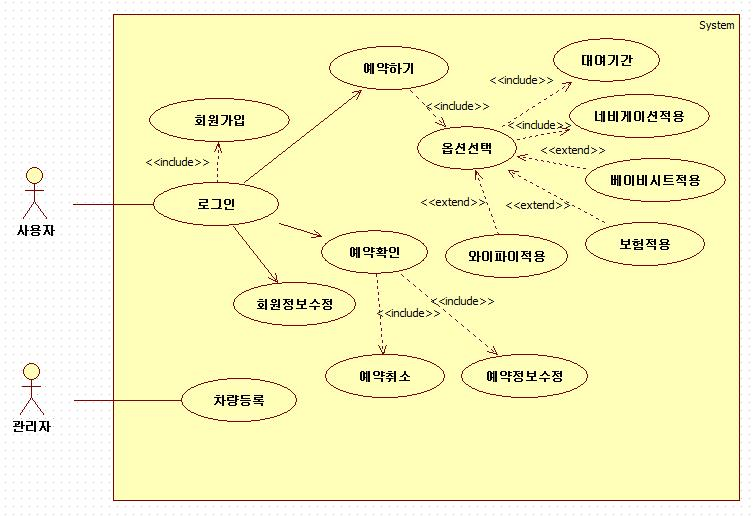 System
예약하기
대여기간
<<include>>
<<include>>
네비게이션적용
회원가입
<<include>>
옵션선택
<<extend>>
<<include>>
베이비시트적용
로그인
<<extend>>
<<extend>>
사용자
예약확인
와이파이적용
보험적용
회원정보수정
<<include>>
<<include>>
예약취소
예약정보수정
차량등록
관리자